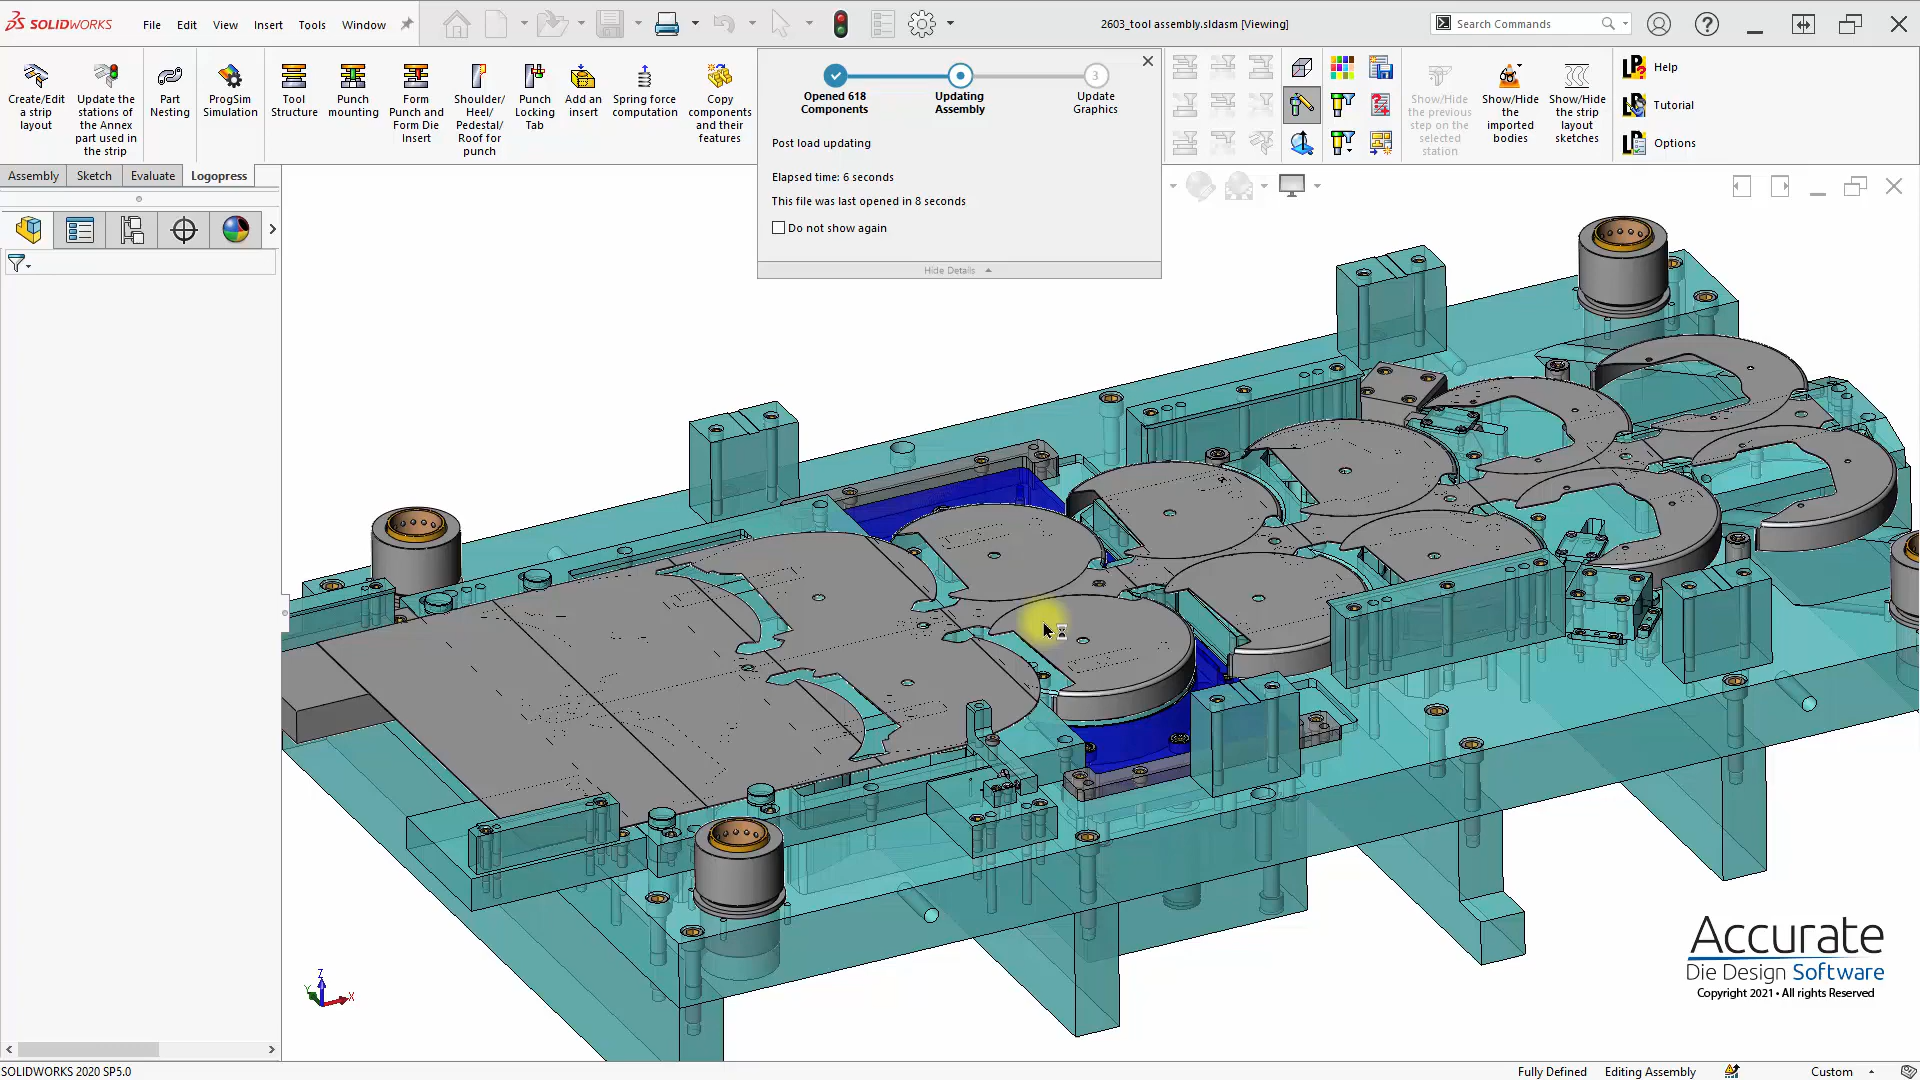 SOLIDWORKS
File Edit View Insert Tools Window
2603_tool assembly.sldasm [Viewing]
Search Commands
Create/Edit
a strip
layout
Update the
stations of
the Annex
part used in
the strip
Part
Nesting
ProgSim
Simulation
Tool
Structure
Punch
mounting
Form
Punch and
Form Die
Insert
Shoulder/
Heel/
Pedestal/
Roof for
punch
Punch
Locking
Tab
Add an
insert
Spring force
computation
Copy
components
and their
features
Opened 618
Components
Updating
Assembly
3
Update
Graphics
Post load updating
Elapsed time: 6 seconds
This file was last opened in 8 seconds
Do not show again
Hide Details
Show/Hide
the previous
step on the
selected
station
Show/Hide
the
imported
bodies
Show/Hide
the strip
layout
sketches
Help
Tutorial
Options
Assembly Sketch Evaluate Logopress
Z
Y
X
Accurate
Die Design Software
Copyright 2021 • All rights Reserved
SOLIDWORKS 2020 SP5.0
Fully Defined Editing Assembly Custom